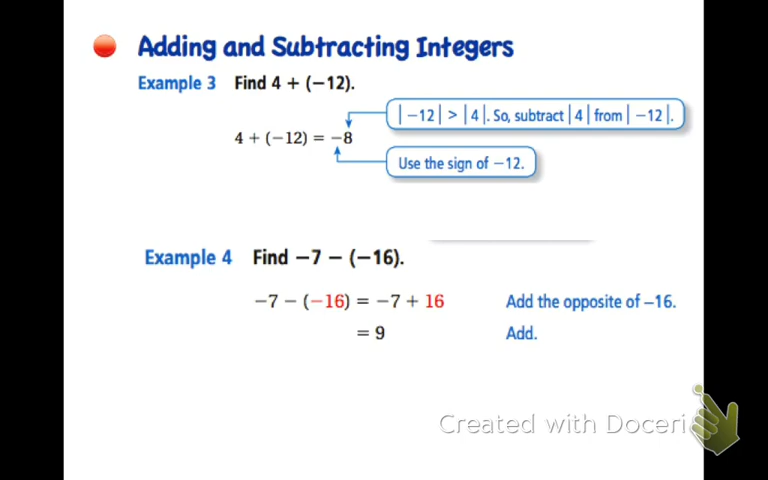 Adding and Subtracting Integers
Example 3 Find 4 + (−12).
|−12| > |4|. So, subtract |4| from |−12|.
4 + (−12) = −8
Use the sign of −12.
Example 4 Find −7 − (−16).
−7 − (−16) = −7 + 16 Add the opposite of −16.
= 9 Add.
Created with Doceri